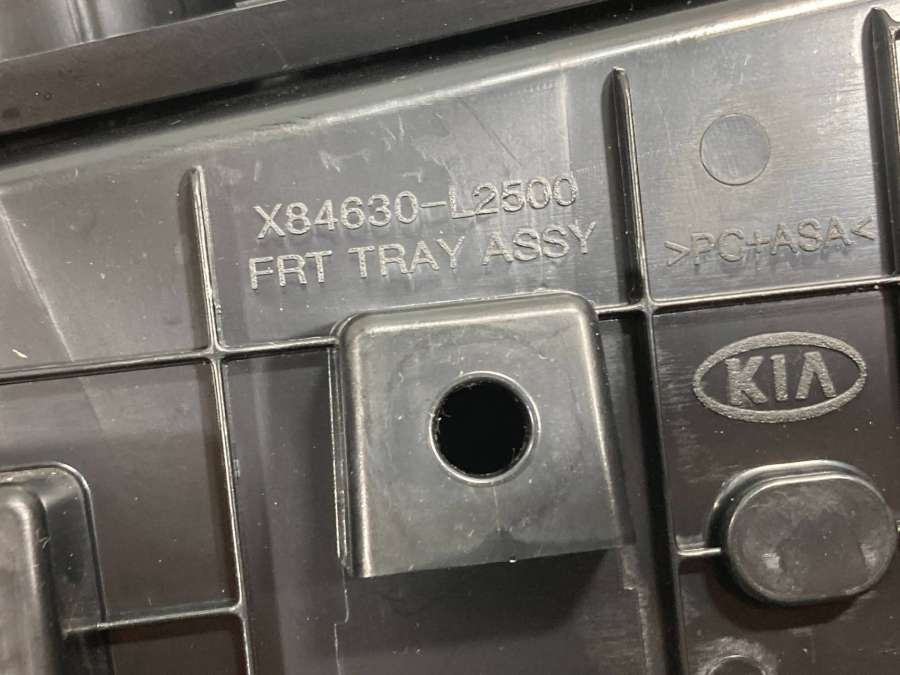 X84630-L2500
FRT TRAY ASSY
>PC+ASA<
KIA